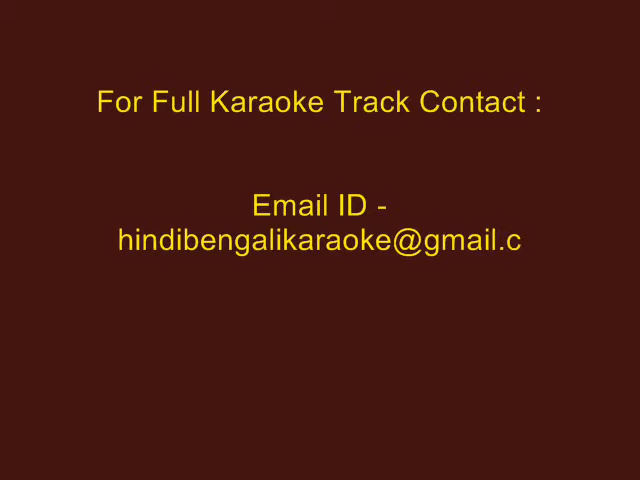 For Full Karaoke Track Contact :
Email ID -
hindibengalikaraoke@gmail.c